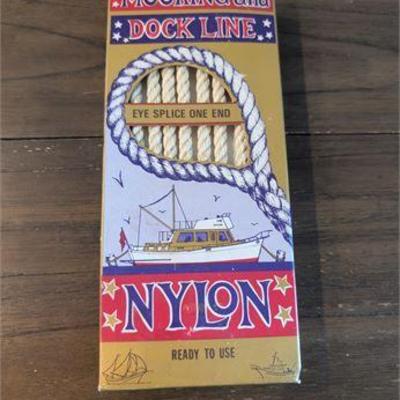 MOORING and
DOCK LINE
EYE SPLICE ONE END
NYLON
READY TO USE